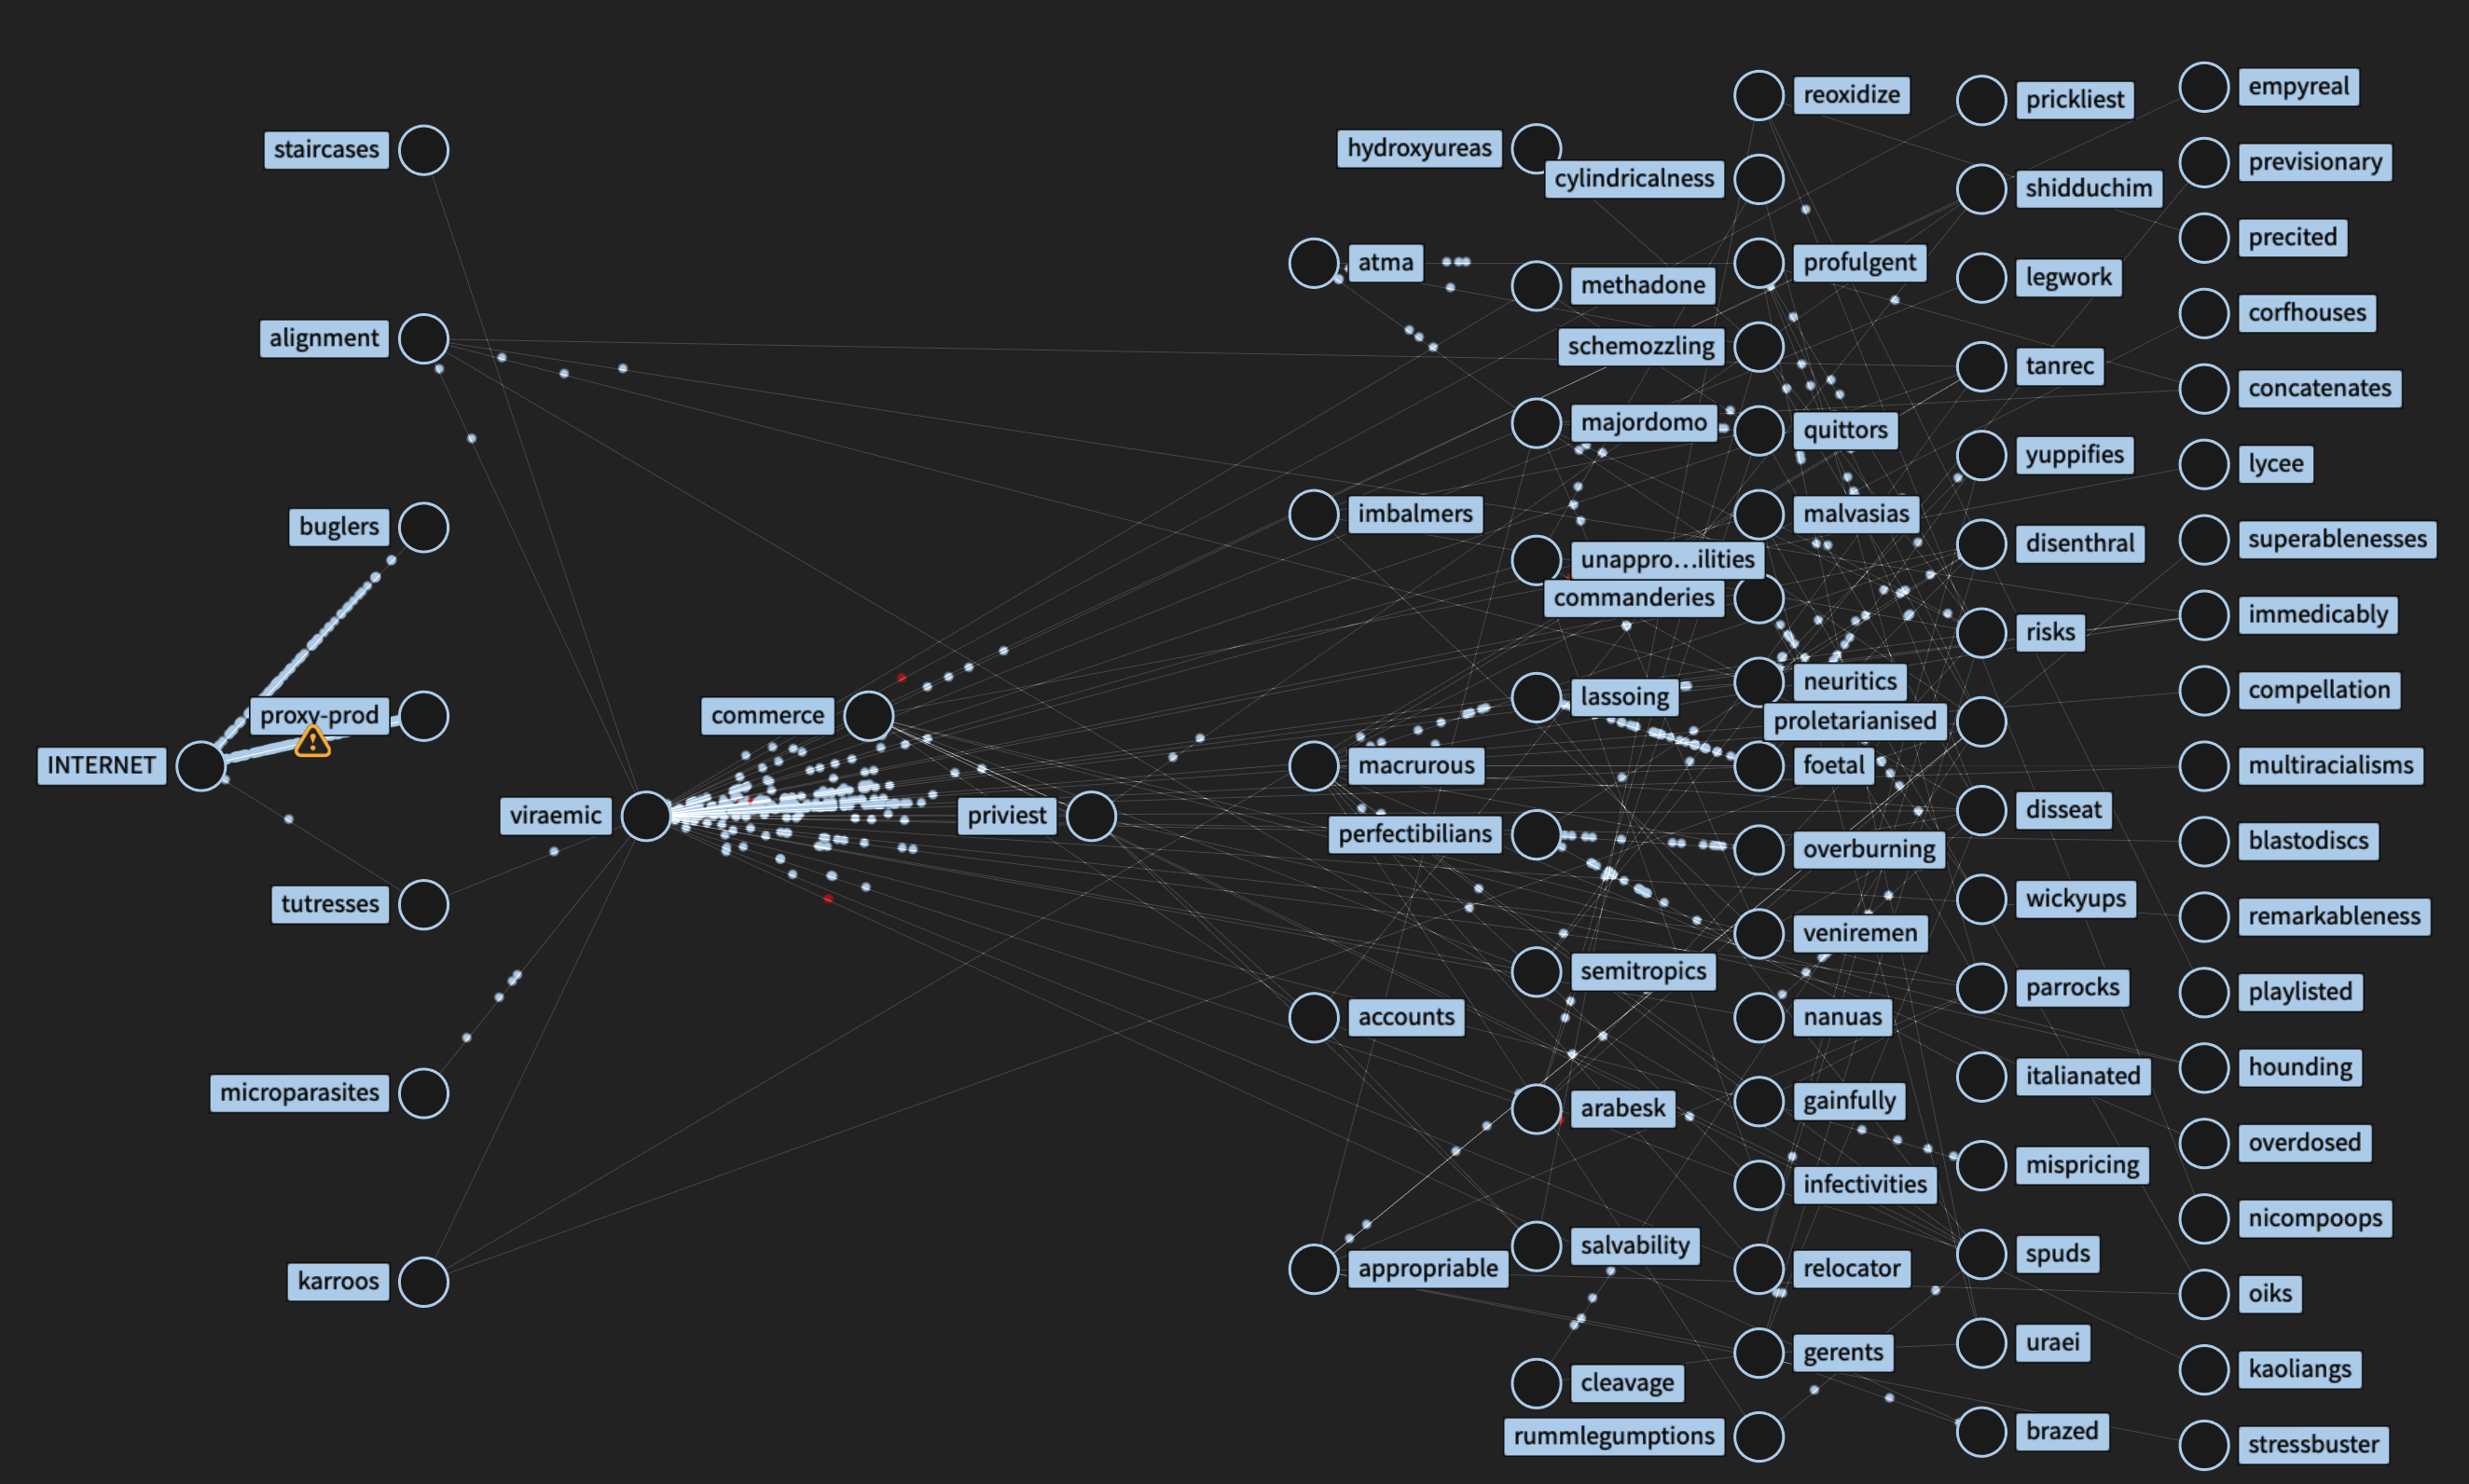 INTERNET
staircases
alignment
buglers
proxy-prod
tutresses
microparasites
karroos
viraemic
commerce
priviest
atma
imbalmers
macrurous
accounts
appropriable
hydroxyureas
methadone
majordomo
unappro...ilities
lassoing
perfectibilians
semitropics
arabesk
salvability
cleavage
reoxidize
cylindricalness
profulgent
schemozzling
quittors
malvasias
commanderies
neuritics
foetal
overburning
veniremen
nanuas
gainfully
infectivities
relocator
gerents
rummlegumptions
prickliest
shidduchim
legwork
tanrec
yuppifies
disenthral
risks
proletarianised
disseat
wickyups
parrocks
italianated
mispricing
spuds
uraei
brazed
empyreal
previsionary
precited
corfhouses
concatenates
lycee
superablenesses
immedicably
compellation
multiracialisms
blastodiscs
remarkableness
playlisted
hounding
overdosed
nicompoops
oiks
kaoliangs
stressbuster